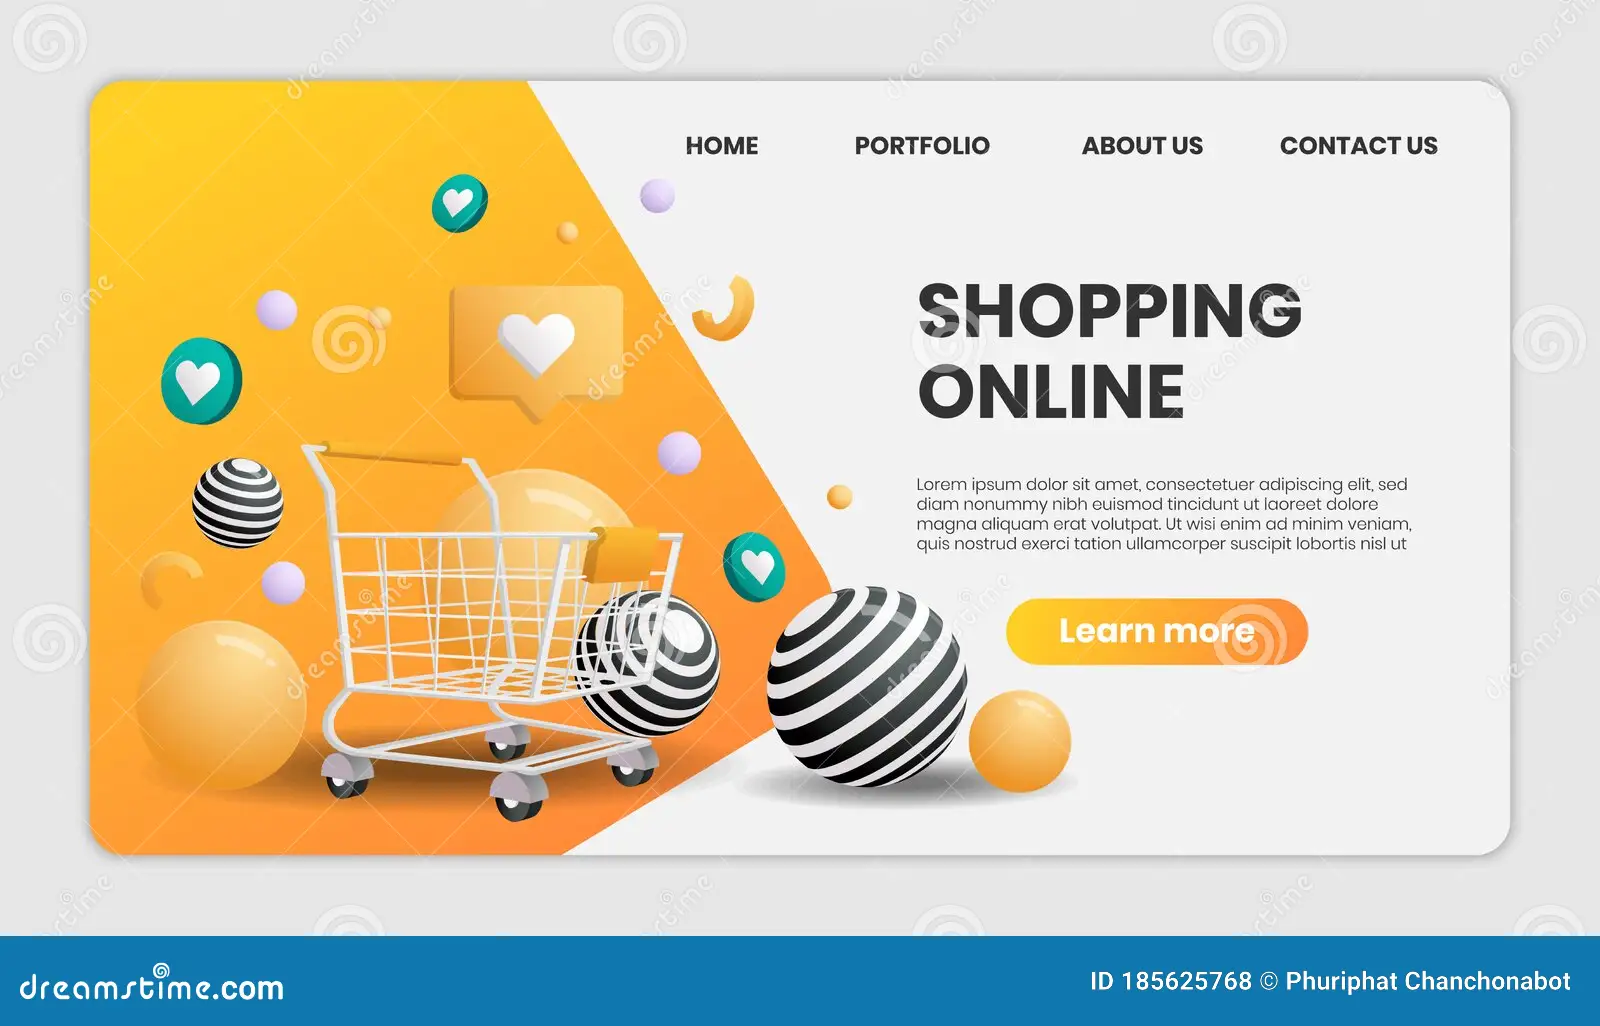 HOME PORTFOLIO ABOUT US CONTACT US
SHOPPING
ONLINE
Lorem ipsum dolor sit amet, consectetuer adipiscing elit, sed
diam nonummy nibh euismod tincidunt ut laoreet dolore
magna aliquam erat volutpat. Ut wisi enim ad minim veniam,
quis nostrud exerci tation ullamcorper suscipit lobortis nisl ut
Learn more
dreamstime.com
ID 185625768 © Phuriphat Chanchonabot